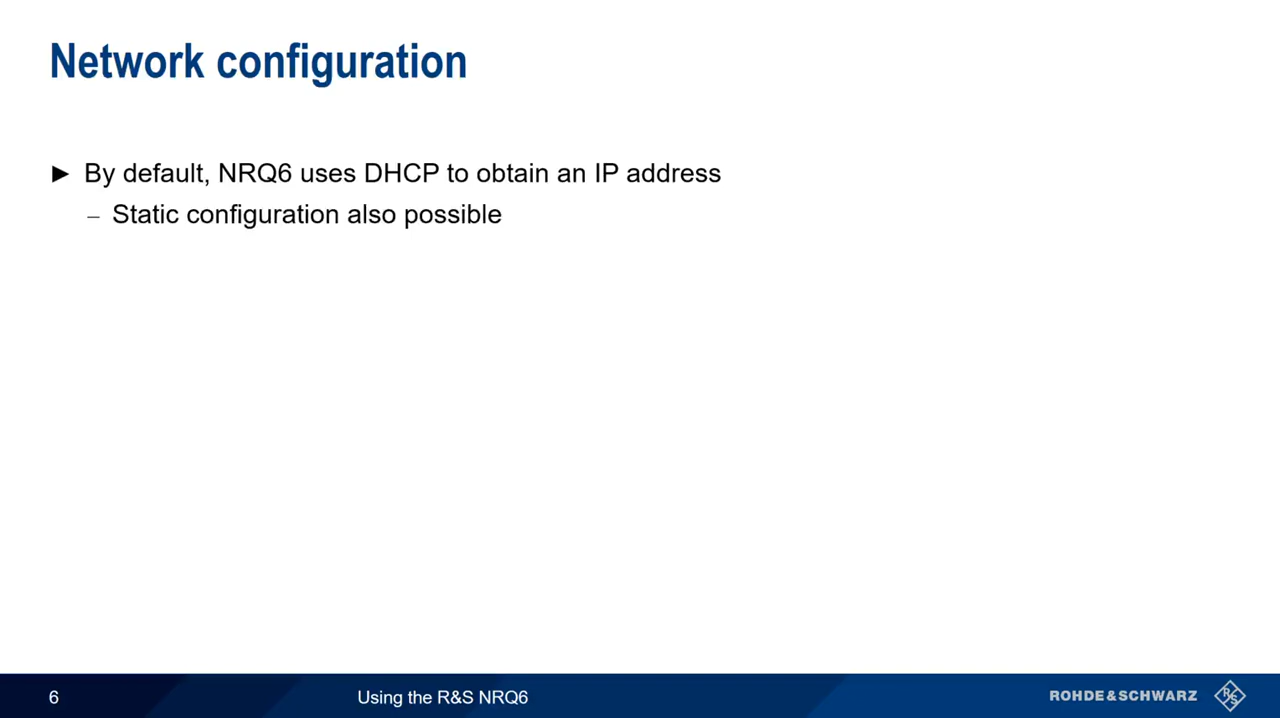 Network configuration
► By default, NRQ6 uses DHCP to obtain an IP address
– Static configuration also possible
6
Using the R&S NRQ6
ROHDE&SCHWARZ
R&S